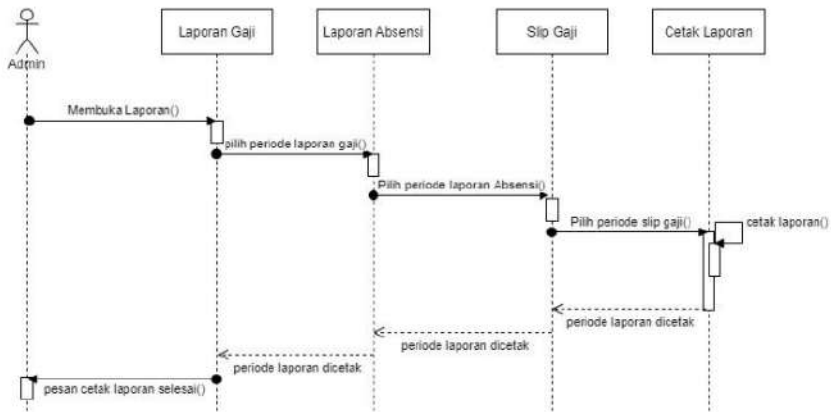 Laporan Gaji
Laporan Absensi
Slip Gaji
Cetak Laporan
Admin
Membuka Laporan()
pilih periode laporan gaji()
Pilih periode laporan Absensi()
Pilih periode slip gaji()
cetak laporan()
periode laporan dicetak
periode laporan dicetak
periode laporan dicetak
pesan cetak laporan selesai()